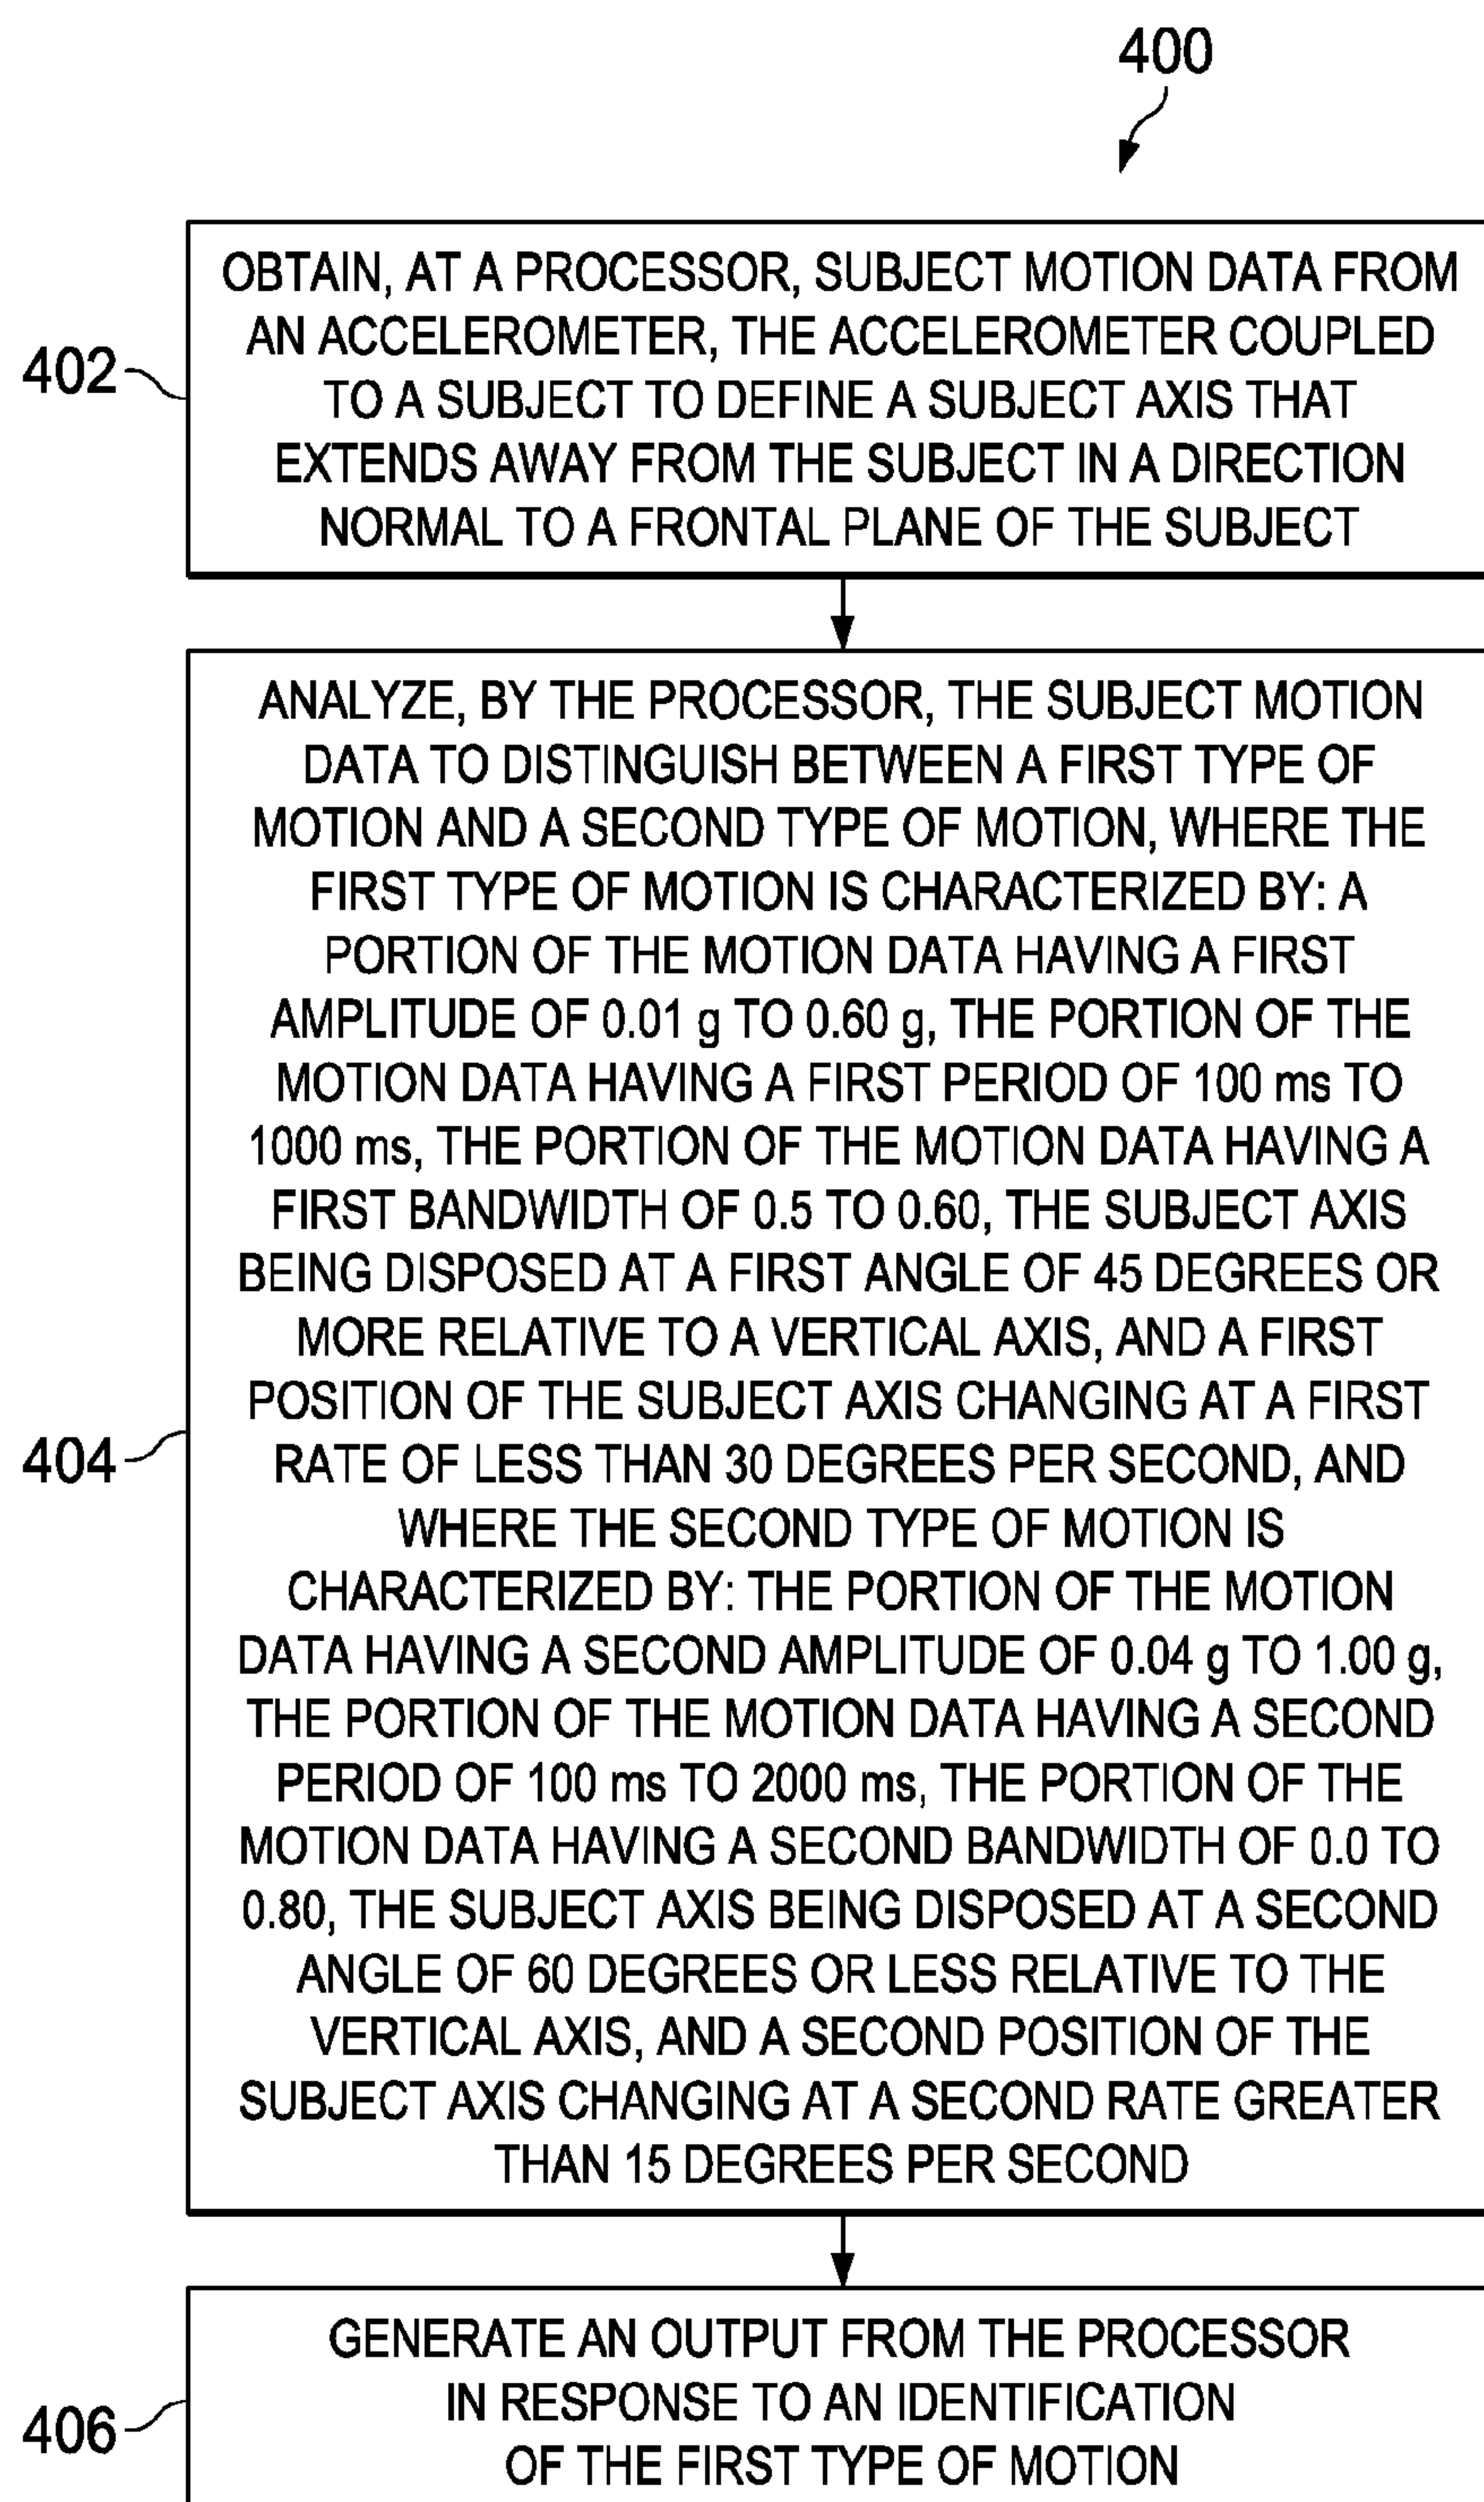 400
402
OBTAIN, AT A PROCESSOR, SUBJECT MOTION DATA FROM
AN ACCELEROMETER, THE ACCELEROMETER COUPLED
TO A SUBJECT TO DEFINE A SUBJECT AXIS THAT
EXTENDS AWAY FROM THE SUBJECT IN A DIRECTION
NORMAL TO A FRONTAL PLANE OF THE SUBJECT
404
ANALYZE, BY THE PROCESSOR, THE SUBJECT MOTION
DATA TO DISTINGUISH BETWEEN A FIRST TYPE OF
MOTION AND A SECOND TYPE OF MOTION, WHERE THE
FIRST TYPE OF MOTION IS CHARACTERIZED BY: A
PORTION OF THE MOTION DATA HAVING A FIRST
AMPLITUDE OF 0.01 g TO 0.60 g, THE PORTION OF THE
MOTION DATA HAVING A FIRST PERIOD OF 100 ms TO
1000 ms, THE PORTION OF THE MOTION DATA HAVING A
FIRST BANDWIDTH OF 0.5 TO 0.60, THE SUBJECT AXIS
BEING DISPOSED AT A FIRST ANGLE OF 45 DEGREES OR
MORE RELATIVE TO A VERTICAL AXIS, AND A FIRST
POSITION OF THE SUBJECT AXIS CHANGING AT A FIRST
RATE OF LESS THAN 30 DEGREES PER SECOND, AND
WHERE THE SECOND TYPE OF MOTION IS
CHARACTERIZED BY: THE PORTION OF THE MOTION
DATA HAVING A SECOND AMPLITUDE OF 0.04 g TO 1.00 g,
THE PORTION OF THE MOTION DATA HAVING A SECOND
PERIOD OF 100 ms TO 2000 ms, THE PORTION OF THE
MOTION DATA HAVING A SECOND BANDWIDTH OF 0.0 TO
0.80, THE SUBJECT AXIS BEING DISPOSED AT A SECOND
ANGLE OF 60 DEGREES OR LESS RELATIVE TO THE
VERTICAL AXIS, AND A SECOND POSITION OF THE
SUBJECT AXIS CHANGING AT A SECOND RATE GREATER
THAN 15 DEGREES PER SECOND
406
GENERATE AN OUTPUT FROM THE PROCESSOR
IN RESPONSE TO AN IDENTIFICATION
OF THE FIRST TYPE OF MOTION